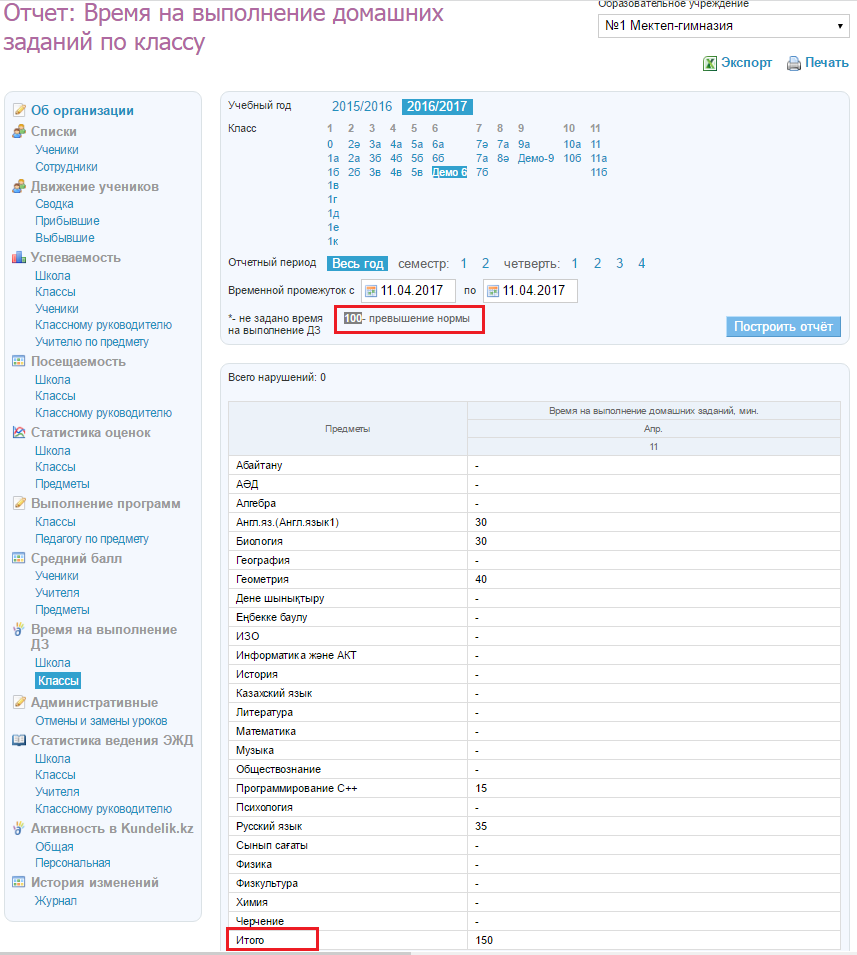 Отчет: Время на выполнение домашних
заданий по классу
Образовательное учреждение
№1 Мектеп-гимназия
Экспорт Печать
Об организации
Списки
Ученики
Сотрудники
Движение учеников
Сводка
Прибывшие
Выбывшие
Успеваемость
Школа
Классы
Ученики
Классному руководителю
Учителю по предмету
Посещаемость
Школа
Классы
Классному руководителю
Статистика оценок
Школа
Классы
Предметы
Выполнение программ
Классы
Педагогу по предмету
Средний балл
Ученики
Учителя
Предметы
Время на выполнение
ДЗ
Школа
Классы
Административные
Отмены и замены уроков
Статистика ведения ЭЖД
Школа
Классы
Учителя
Классному руководителю
Активность в Kundelik.kz
Общая
Персональная
История изменений
Журнал
Учебный год 2015/2016 2016/2017
Класс 1 2 3 4 5 6 7 8 9 10 11
0 2ә 3а 4а 5а 6а 7ә 7а 9а 10а 11
1а 2а 3б 4б 5б 6б 7а 8ә Демо-9 10б 11а
1б 2б 3в 4в 5в Демо 6 7б 11б
1в
1г
1д
1е
1к
Отчетный период Весь год семестр: 1 2 четверть: 1 2 3 4
Временной промежуток с 11.04.2017 по 11.04.2017
*- не задано время
на выполнение ДЗ
100- превышение нормы
Построить отчёт
Всего нарушений: 0
Предметы
Время на выполнение домашних заданий, мин.
Апр.
11
Абайтану -
АӘД -
Алгебра -
Англ.яз.(Англ.язык1) 30
Биология 30
География -
Геометрия 40
Дене шынықтыру -
Еңбекке баулу -
ИЗО -
Информатика және АКТ -
История -
Казахский язык -
Литература -
Математика -
Музыка -
Обществознание -
Программирование С++ 15
Психология -
Русский язык 35
Сынып сағаты -
Физика -
Физкультура -
Химия -
Черчение -
Итого 150